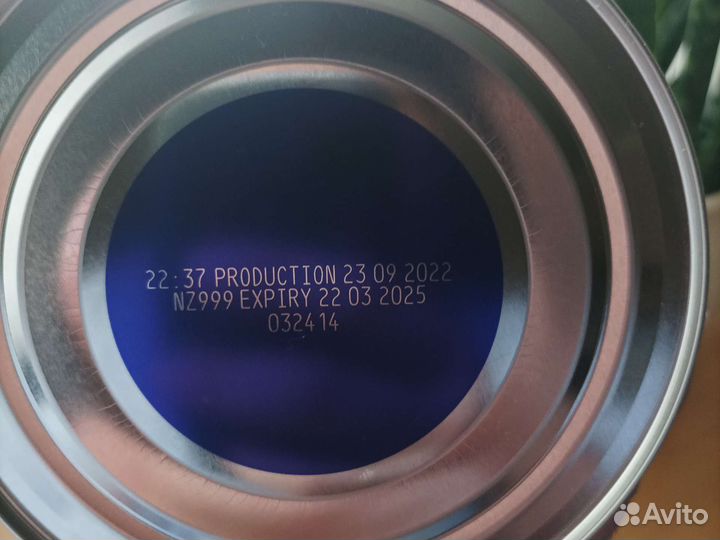 22:37 PRODUCTION 23 09 2022
NZ999 EXPIRY 22 03 2025
032414
Avito